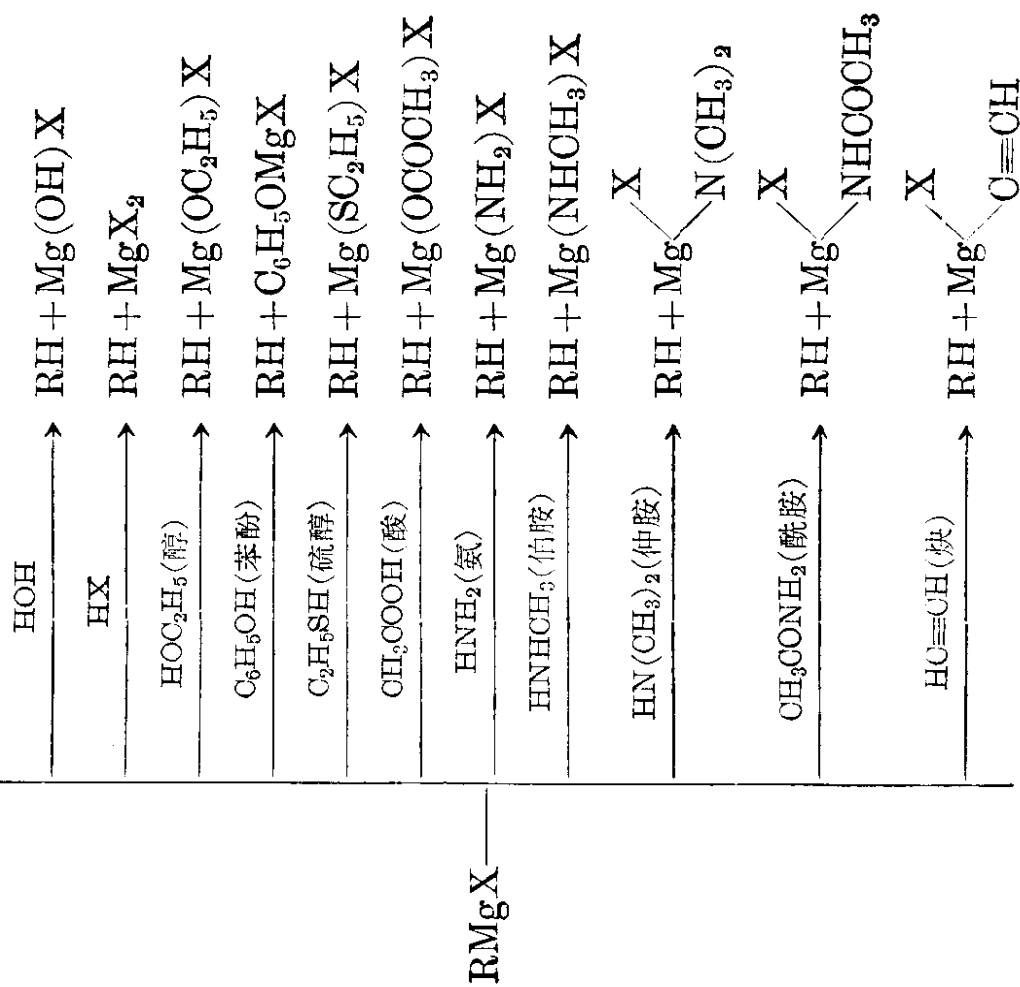 RMgX
HOH
RH+Mg(OH)X
HX
RH+MgX₂
HOC₂H₅(醇)
RH+Mg(OC₂H₅)X
C₆H₅OH(苯酚)
RH+C₆H₅OMgX
C₂H₅SH(硫醇)
RH+Mg(SC₂H₅)X
CH₃COOH(酸)
RH+Mg(OCOCH₃)X
HNH₂(氨)
RH+Mg(NH₂)X
HNHCH₃(伯胺)
RH+Mg(NHCH₃)X
HN(CH₃)₂(仲胺)
X
RH+Mg
N(CH₃)₂
CH₃CONH₂(酰胺)
X
RH+Mg
NHCOCH₃
HC≡CH(炔)
X
RH+Mg
C≡CH